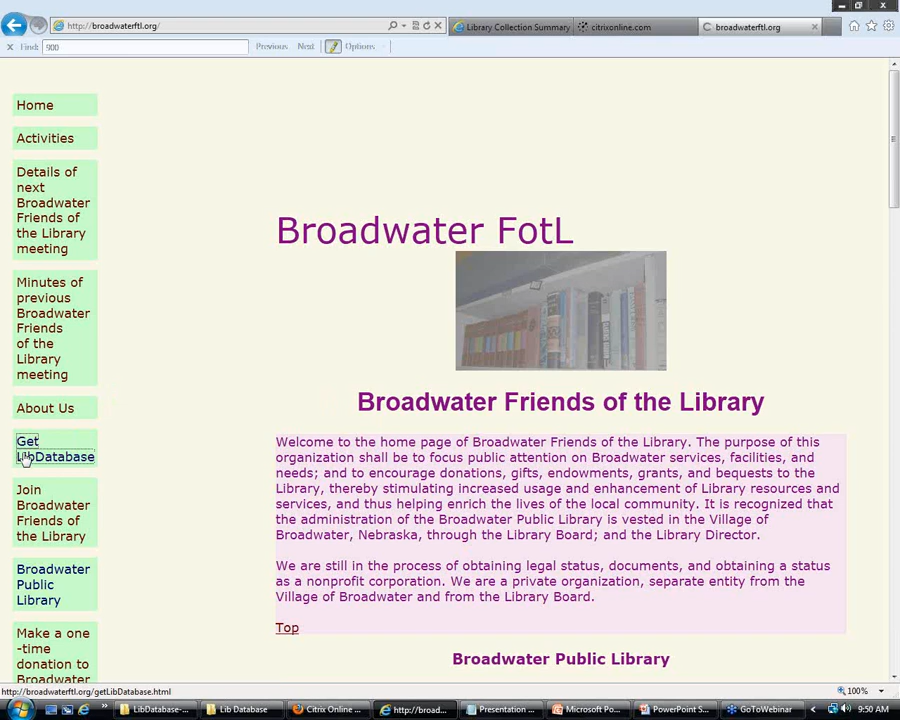 http://broadwaterftl.org/
Library Collection Summary
citrixonline.com
broadwaterftl.org
Find: 900
Previous Next Options
Home
Activities
Details of
next
Broadwater
Friends of
the Library
meeting
Minutes of
previous
Broadwater
Friends
of the
Library
meeting
About Us
Get
LibDatabase
Join
Broadwater
Friends of
the Library
Broadwater
Public
Library
Make a one
-time
donation to
Broadwater
Broadwater FotL
Broadwater Friends of the Library
Welcome to the home page of Broadwater Friends of the Library. The purpose of this
organization shall be to focus public attention on Broadwater services, facilities, and
needs; and to encourage donations, gifts, endowments, grants, and bequests to the
Library, thereby stimulating increased usage and enhancement of Library resources and
services, and thus helping enrich the lives of the local community. It is recognized that
the administration of the Broadwater Public Library is vested in the Village of
Broadwater, Nebraska, through the Library Board; and the Library Director.
We are still in the process of obtaining legal status, documents, and obtaining a status
as a nonprofit corporation. We are a private organization, separate entity from the
Village of Broadwater and from the Library Board.
Top
Broadwater Public Library
http://broadwaterftl.org/getLibDatabase.html
100%
LibDatabase-...
Lib Database
Citrix Online ...
http://broad...
Presentation ...
Microsoft Po...
PowerPoint S...
GoToWebinar
9:50 AM